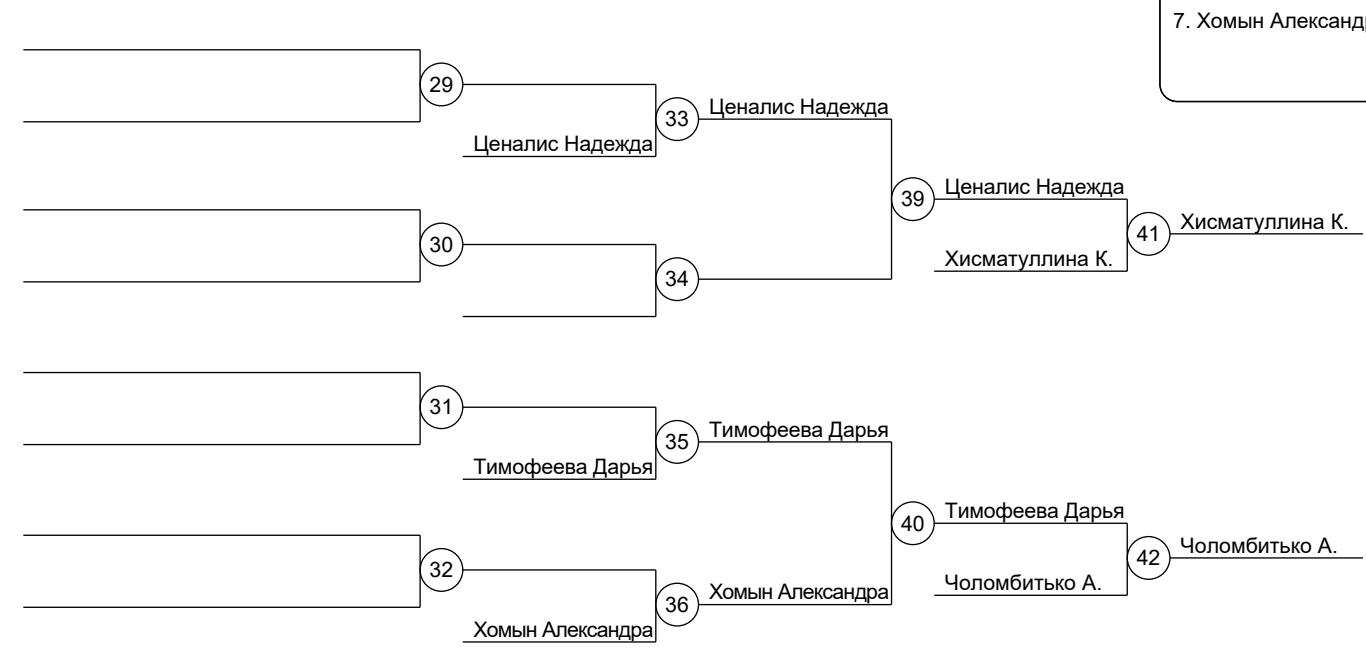 7. Хомын Александ
29
33
Ценалис Надежда
Ценалис Надежда
39
Ценалис Надежда
30
41
Хисматуллина К.
Хисматуллина К.
34
31
35
Тимофеева Дарья
Тимофеева Дарья
40
Тимофеева Дарья
42
Чоломбитько А.
32
Чоломбитько А.
36
Хомын Александра
Хомын Александра